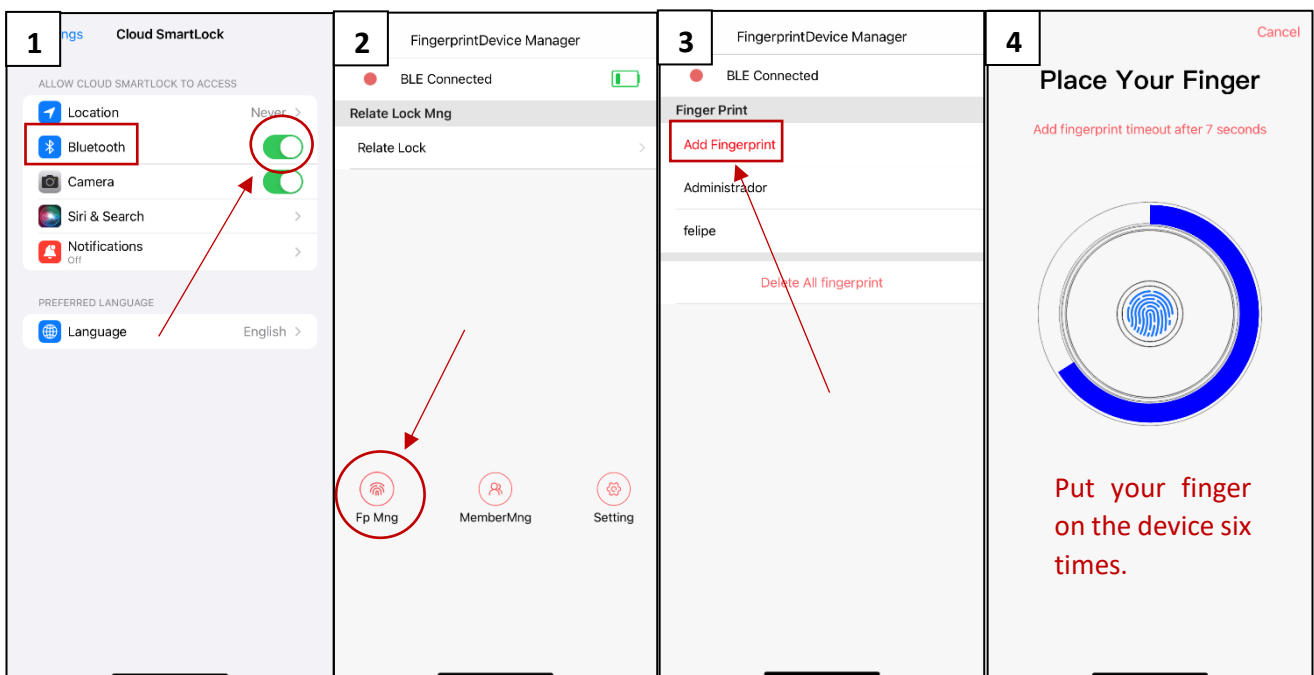 1
ngs
Cloud SmartLock
ALLOW CLOUD SMARTLOCK TO ACCESS
Location Never
Bluetooth
Camera
Siri & Search
Notifications
Off
PREFERRED LANGUAGE
Language English
2
FingerprintDevice Manager
BLE Connected
Relate Lock Mng
Relate Lock
Fp Mng
MemberMng
Setting
3
FingerprintDevice Manager
BLE Connected
Finger Print
Add Fingerprint
Administrador
felipe
Delete All fingerprint
4
Cancel
Place Your Finger
Add fingerprint timeout after 7 seconds
Put your finger
on the device six
times.